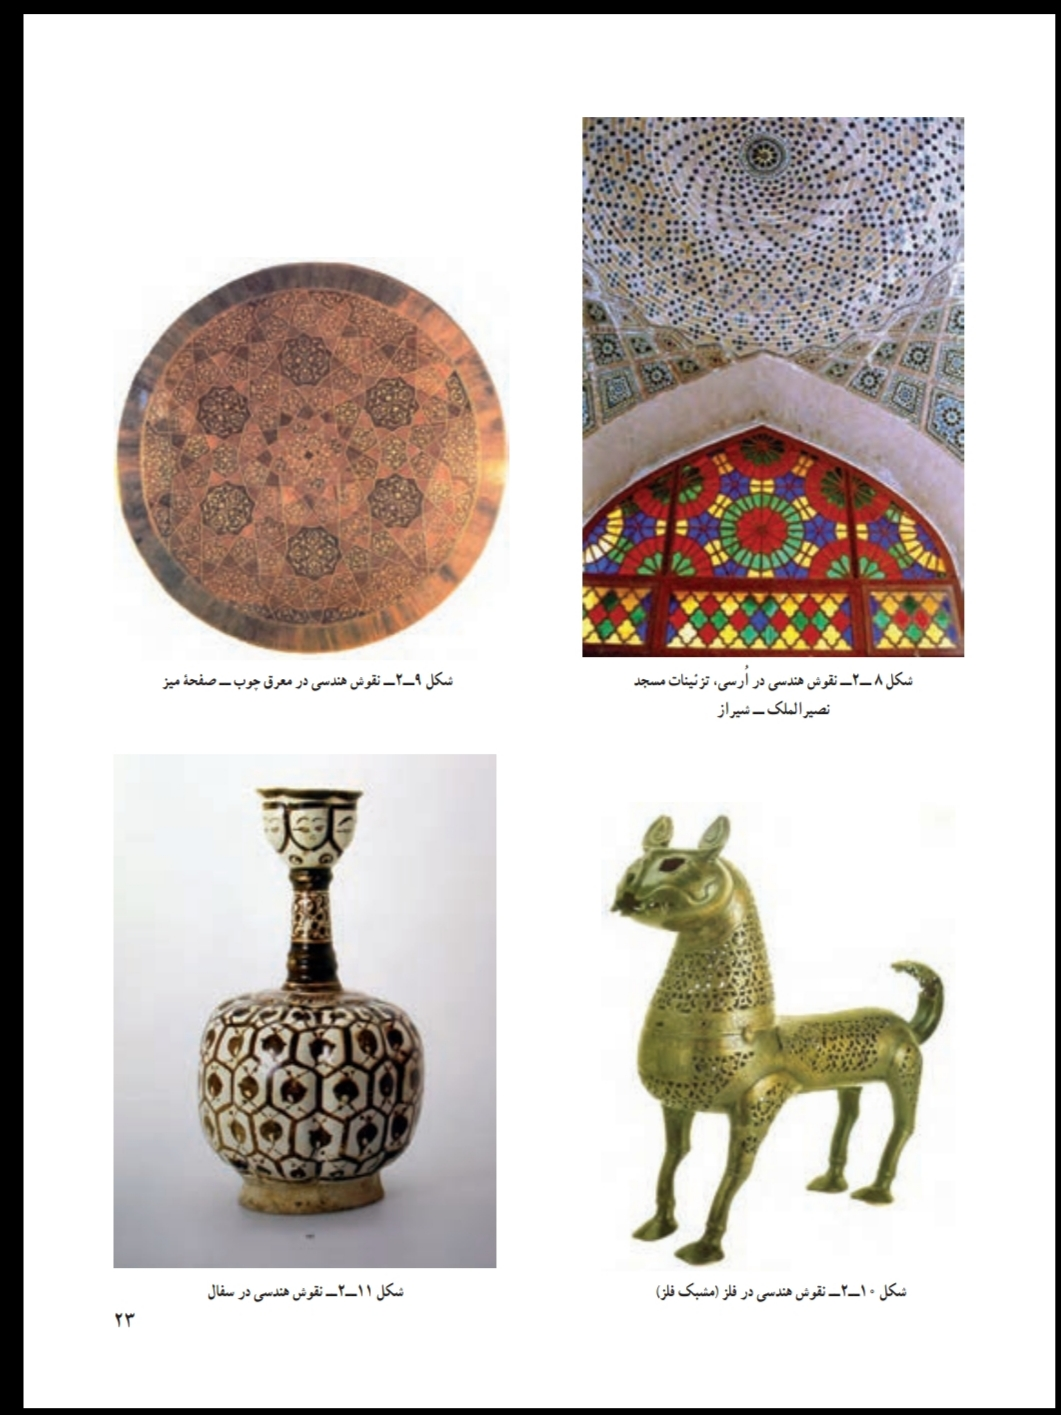 شکل ۸ــ۲ــ نقوش هندسی در اُرسی، تزئینات مسجد
نصیرالملک ــ شیراز
شکل ۹ــ۲ــ نقوش هندسی در معرق چوب ــ صفحهٔ میز
شکل ۱۰ــ۲ــ نقوش هندسی در فلز (مشبک فلز)
شکل ۱۱ــ۲ــ نقوش هندسی در سفال
۲۳